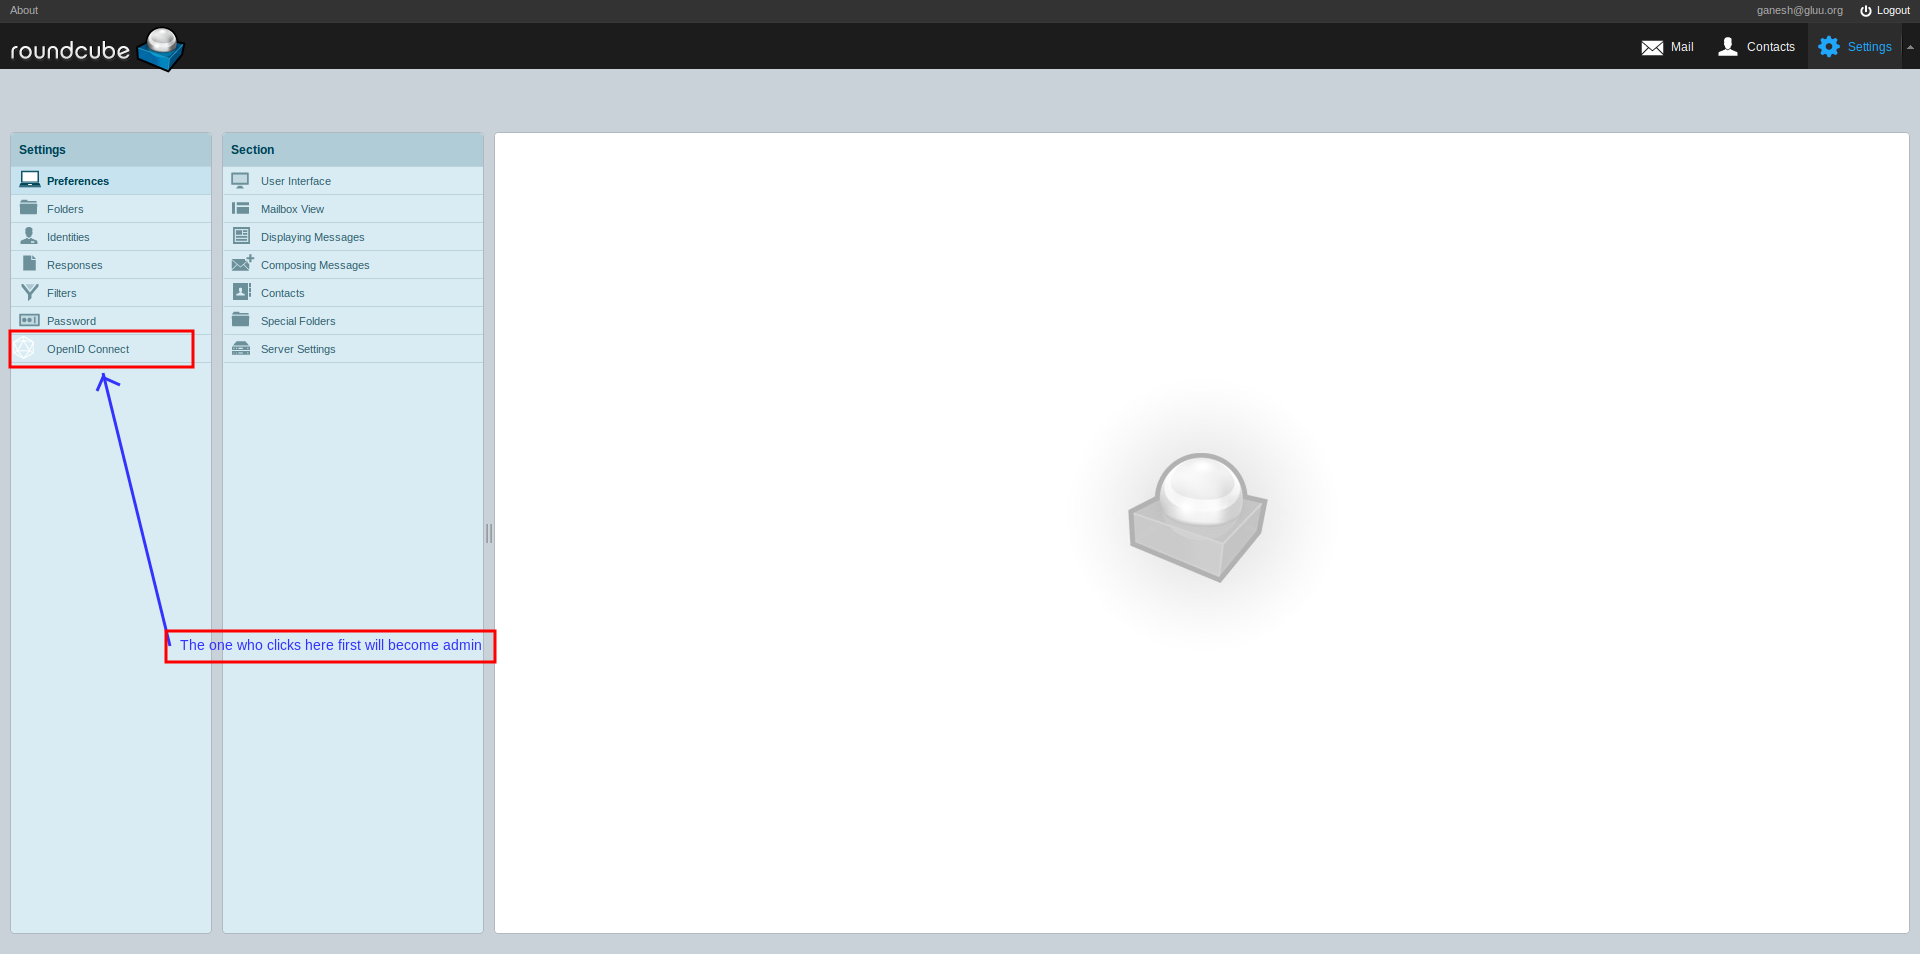 About
ganesh@gluu.org
Logout
roundcube
Mail
Contacts
Settings
Settings
Preferences
Folders
Identities
Responses
Filters
Password
OpenID Connect
Section
User Interface
Mailbox View
Displaying Messages
Composing Messages
Contacts
Special Folders
Server Settings
The one who clicks here first will become admin